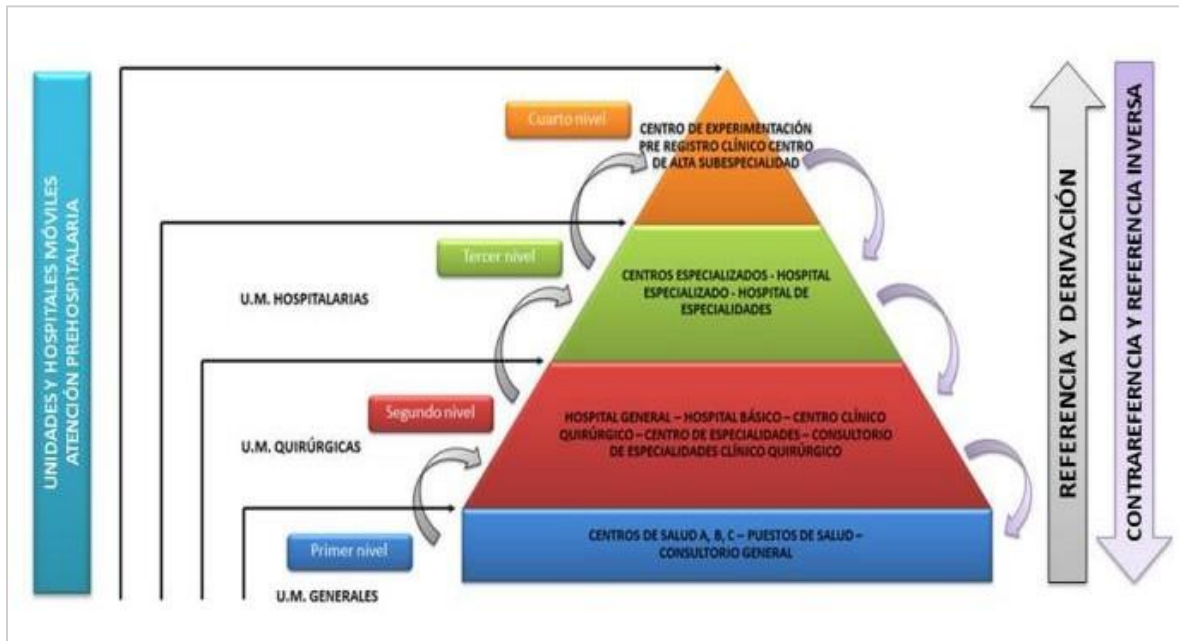 UNIDADES Y HOSPITALES MÓVILES
ATENCIÓN PREHOSPITALARIA
Cuarto nivel
CENTRO DE EXPERIMENTACIÓN
PRE REGISTRO CLÍNICO CENTRO
DE ALTA SUBESPECIALIDAD
Tercer nivel
CENTROS ESPECIALIZADOS - HOSPITAL
ESPECIALIZADO - HOSPITAL DE
ESPECIALIDADES
U.M. HOSPITALARIAS
Segundo nivel
HOSPITAL GENERAL – HOSPITAL BÁSICO – CENTRO CLÍNICO
QUIRÚRGICO – CENTRO DE ESPECIALIDADES – CONSULTORIO
DE ESPECIALIDADES CLÍNICO QUIRÚRGICO
U.M. QUIRÚRGICAS
Primer nivel
CENTROS DE SALUD A, B, C – PUESTOS DE SALUD –
CONSULTORIO GENERAL
U.M. GENERALES
REFERENCIA Y DERIVACIÓN
CONTRAREFERNCIA Y REFERENCIA INVERSA